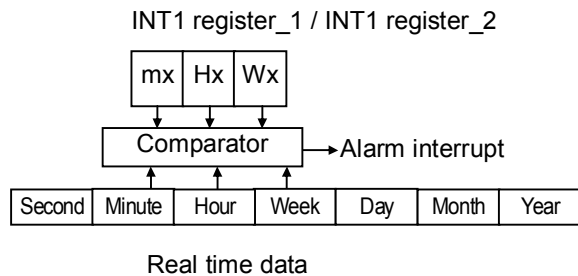 INT1 register_1 / INT1 register_2
mx Hx Wx
Comparator
Alarm interrupt
Second Minute Hour Week Day Month Year
Real time data